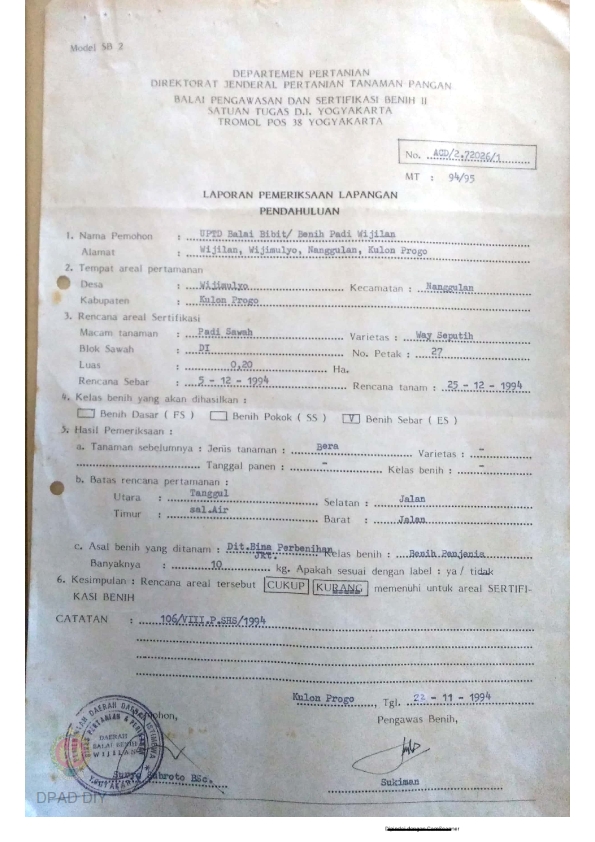 Model SB 2
DEPARTEMEN PERTANIAN
DIREKTORAT JENDERAL PERTANIAN TANAMAN PANGAN
BALAI PENGAWASAN DAN SERTIFIKASI BENIH II
SATUAN TUGAS D.I. YOGYAKARTA
TROMOL POS 38 YOGYAKARTA
No. AGD/2.72026/1
MT : 94/95
LAPORAN PEMERIKSAAN LAPANGAN
PENDAHULUAN
1. Nama Pemohon : UPTD Balai Bibit/ Benih Padi Wijilan
Alamat : Wijilan, Wijimulyo, Nanggulan, Kulon Progo
2. Tempat areal pertamanan
Desa : Wijimulyo Kecamatan : Nanggulan
Kabupaten : Kulon Progo
3. Rencana areal Sertifikasi
Macam tanaman : Padi Sawah Varietas : Way Seputih
Blok Sawah : DI No. Petak : 27
Luas : 0,20 Ha.
Rencana Sebar : 5 - 12 - 1994 Rencana tanam : 25 - 12 - 1994
4. Kelas benih yang akan dihasilkan :
Benih Dasar ( FS ) Benih Pokok ( SS ) V Benih Sebar ( ES )
5. Hasil Pemeriksaan :
a. Tanaman sebelumnya : Jenis tanaman : Bera Varietas : -
Tanggal panen : - Kelas benih : -
b. Batas rencana pertamanan :
Utara : Tanggul Selatan : Jalan
Timur : sal.Air Barat : Jalan
c. Asal benih yang ditanam : Dit.Bina Perbenihan Jkt. Kelas benih : Benih Penjenis
Banyaknya : 10 kg. Apakah sesuai dengan label : ya / tidak
6. Kesimpulan : Rencana areal tersebut CUKUP KURANG memenuhi untuk areal SERTIFI-
KASI BENIH
CATATAN : 106/VIII.P.SHS/1994
Kulon Progo Tgl. 22 - 11 - 1994
Pengawas Benih,
DAERAH
BALAI BENIH
WIJILAN
YOGYAKARTA
Subroto BSc.
Sukiman
DPAD DIY